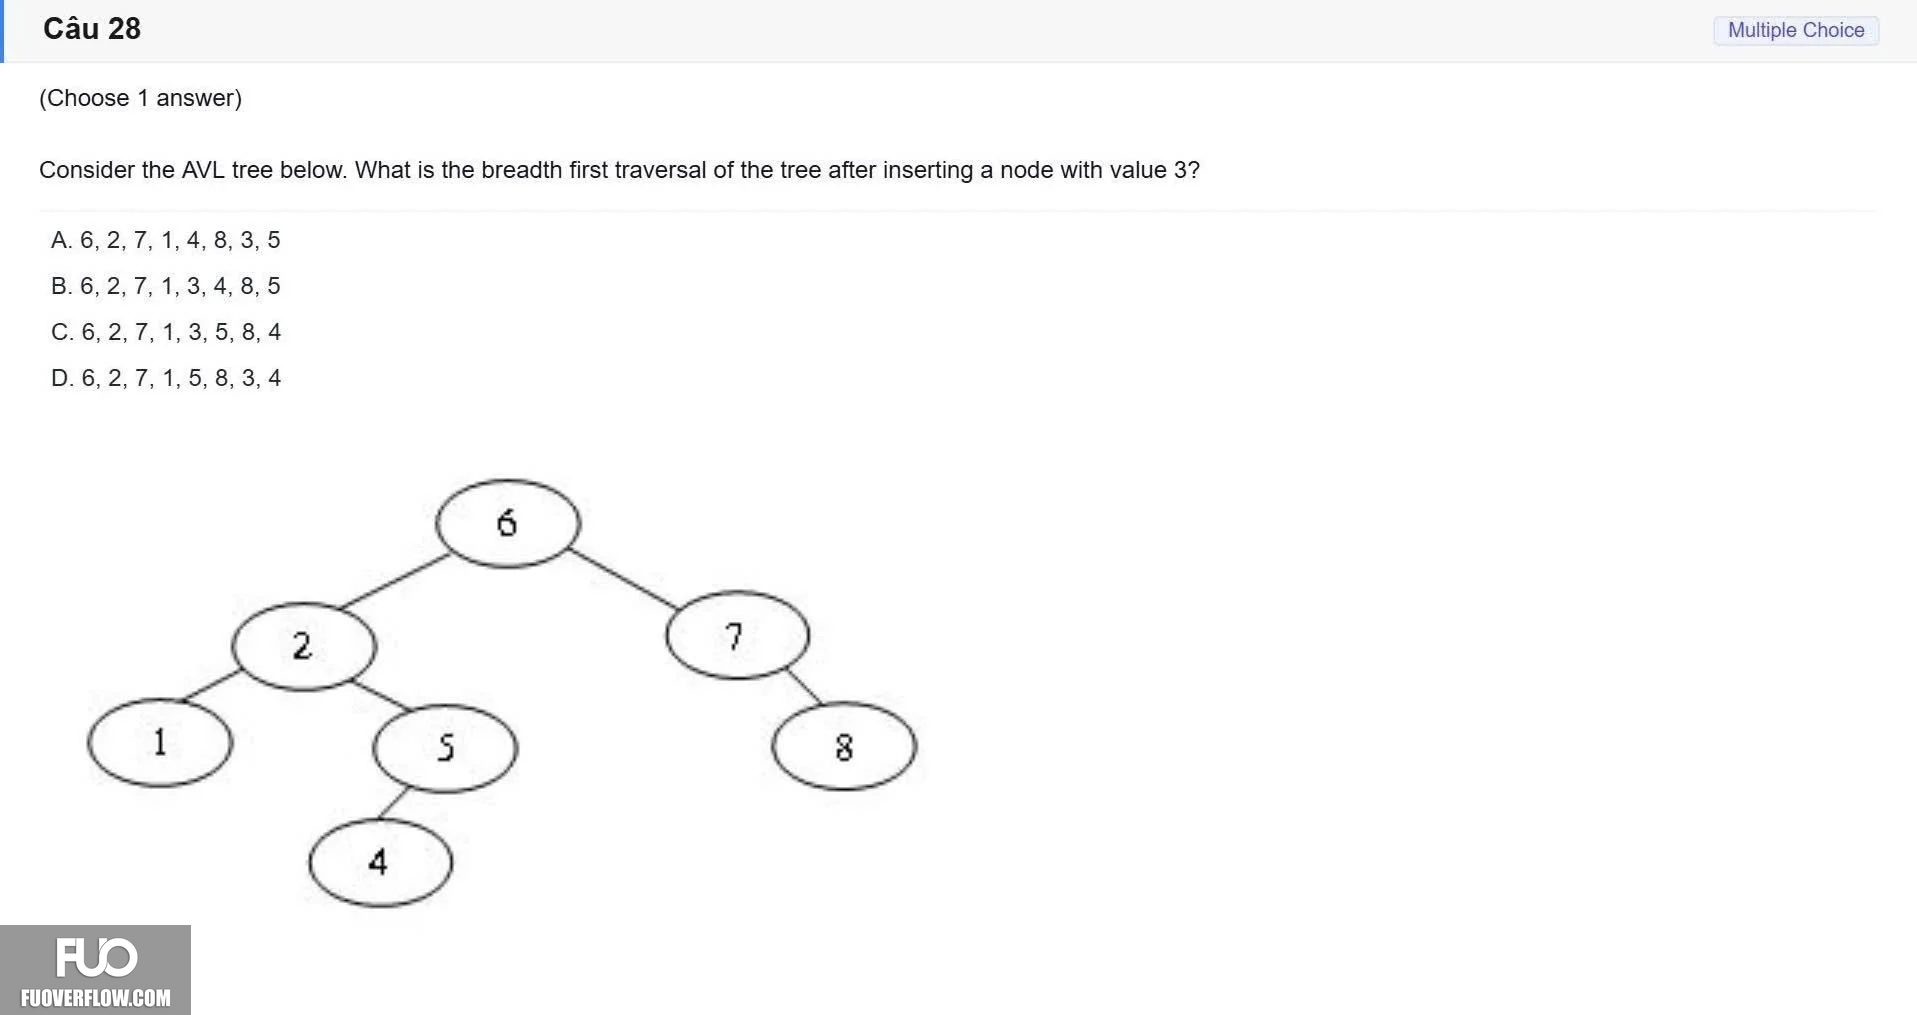 Câu 28
Multiple Choice
(Choose 1 answer)
Consider the AVL tree below. What is the breadth first traversal of the tree after inserting a node with value 3?
A. 6, 2, 7, 1, 4, 8, 3, 5
B. 6, 2, 7, 1, 3, 4, 8, 5
C. 6, 2, 7, 1, 3, 5, 8, 4
D. 6, 2, 7, 1, 5, 8, 3, 4
6
2
7
1
5
8
4
FUO
FUOVERFLOW.COM